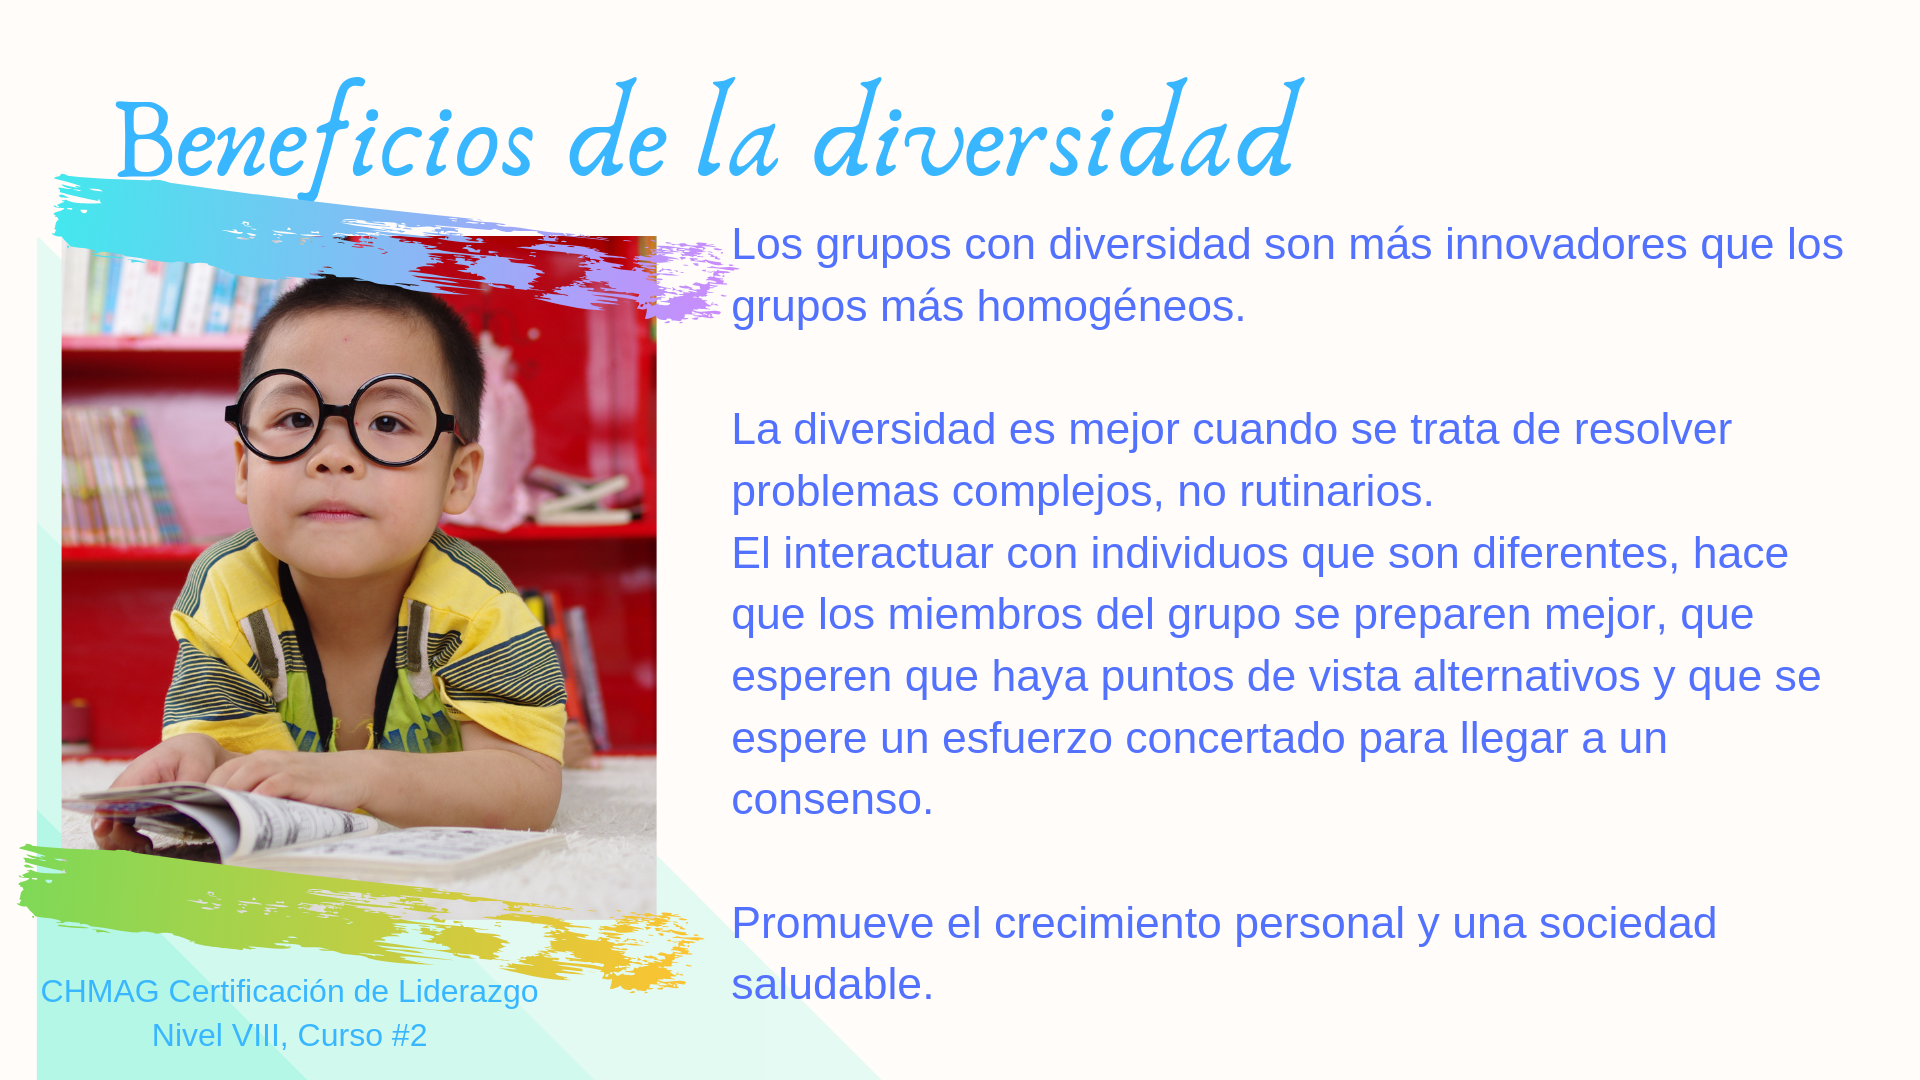 Beneficios de la diversidad
Los grupos con diversidad son más innovadores que los
grupos más homogéneos.
La diversidad es mejor cuando se trata de resolver
problemas complejos, no rutinarios.
El interactuar con individuos que son diferentes, hace
que los miembros del grupo se preparen mejor, que
esperen que haya puntos de vista alternativos y que se
espere un esfuerzo concertado para llegar a un
consenso.
Promueve el crecimiento personal y una sociedad
saludable.
CHMAG Certificación de Liderazgo
Nivel VIII, Curso #2